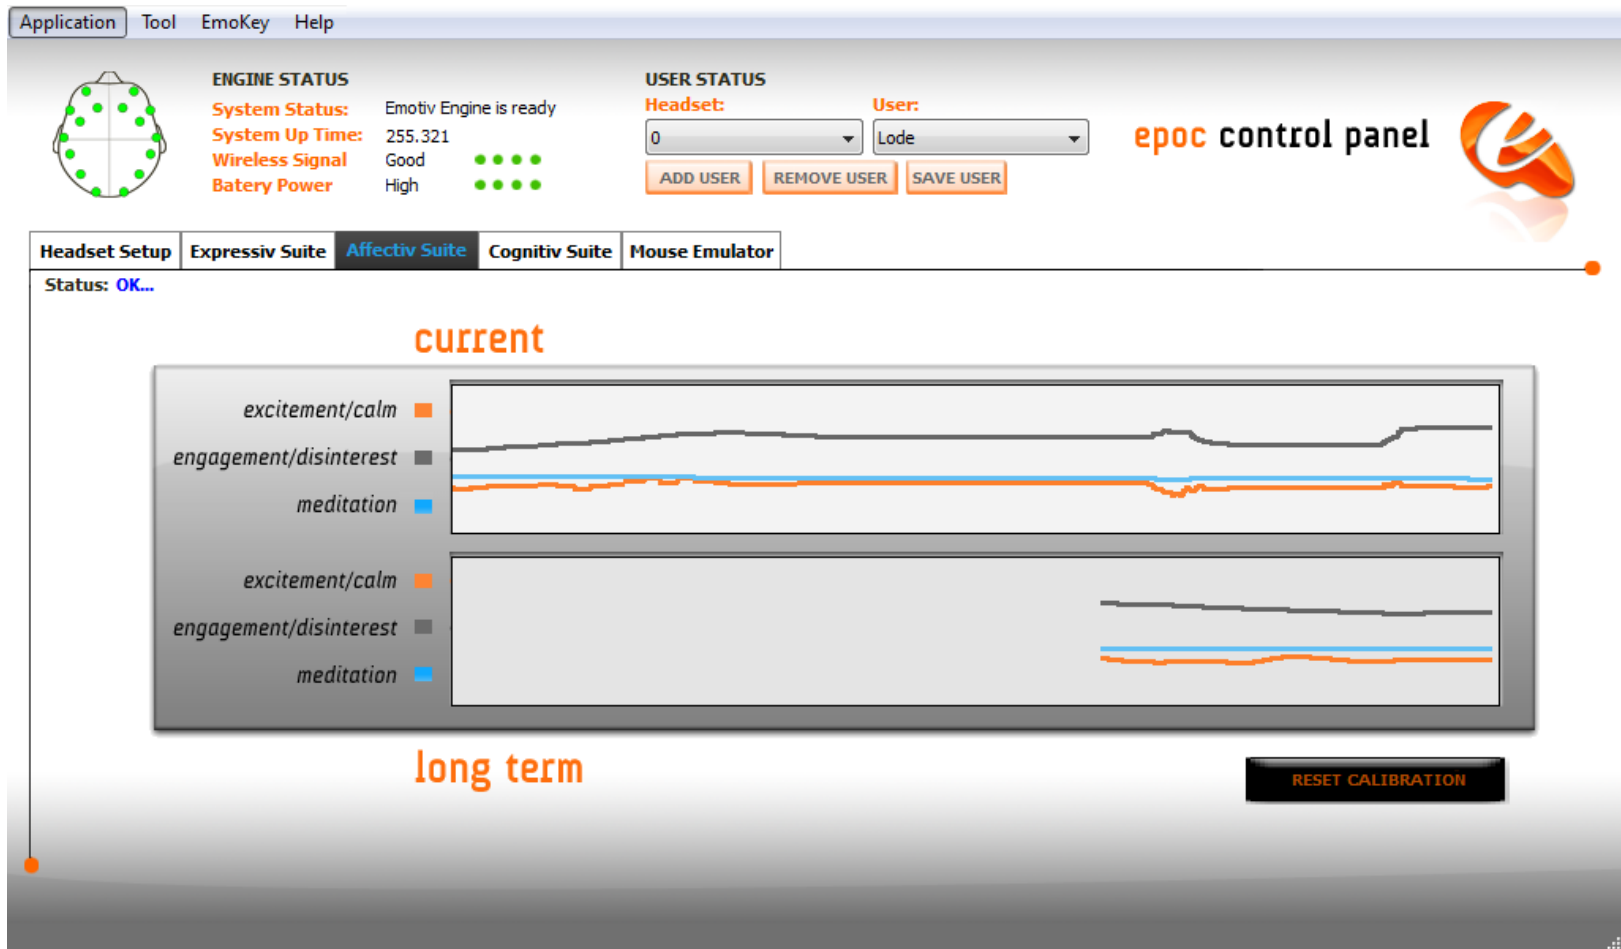 Application Tool EmoKey Help
ENGINE STATUS
System Status: Emotiv Engine is ready
System Up Time: 255.321
Wireless Signal Good
Batery Power High
USER STATUS
Headset: User:
0 Lode
ADD USER REMOVE USER SAVE USER
epoc control panel
Headset Setup Expressiv Suite Affectiv Suite Cognitiv Suite Mouse Emulator
Status: OK...
current
excitement/calm
engagement/disinterest
meditation
excitement/calm
engagement/disinterest
meditation
long term
RESET CALIBRATION